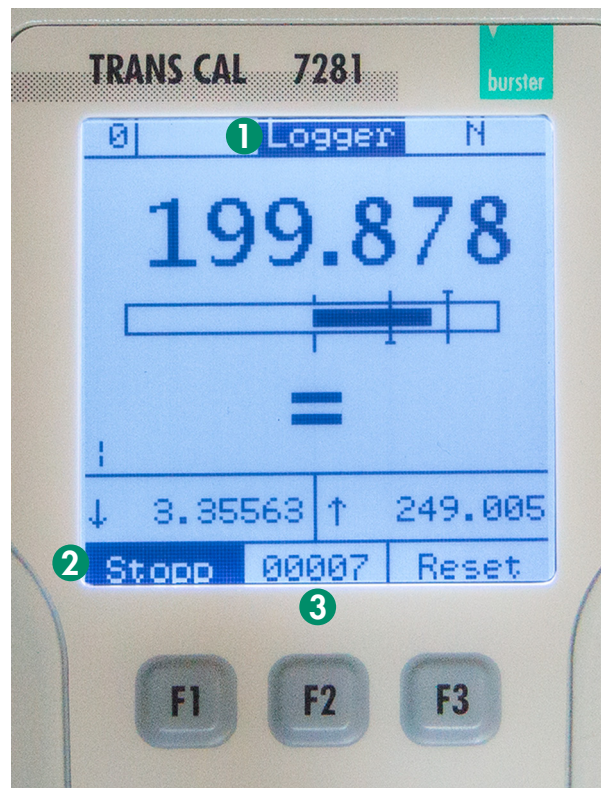 TRANS CAL 7281
burster
0 1 Logger N
199.878
=
↓ 3.35563 ↑ 249.005
2 Stopp 00007 Reset
3
F1 F2 F3